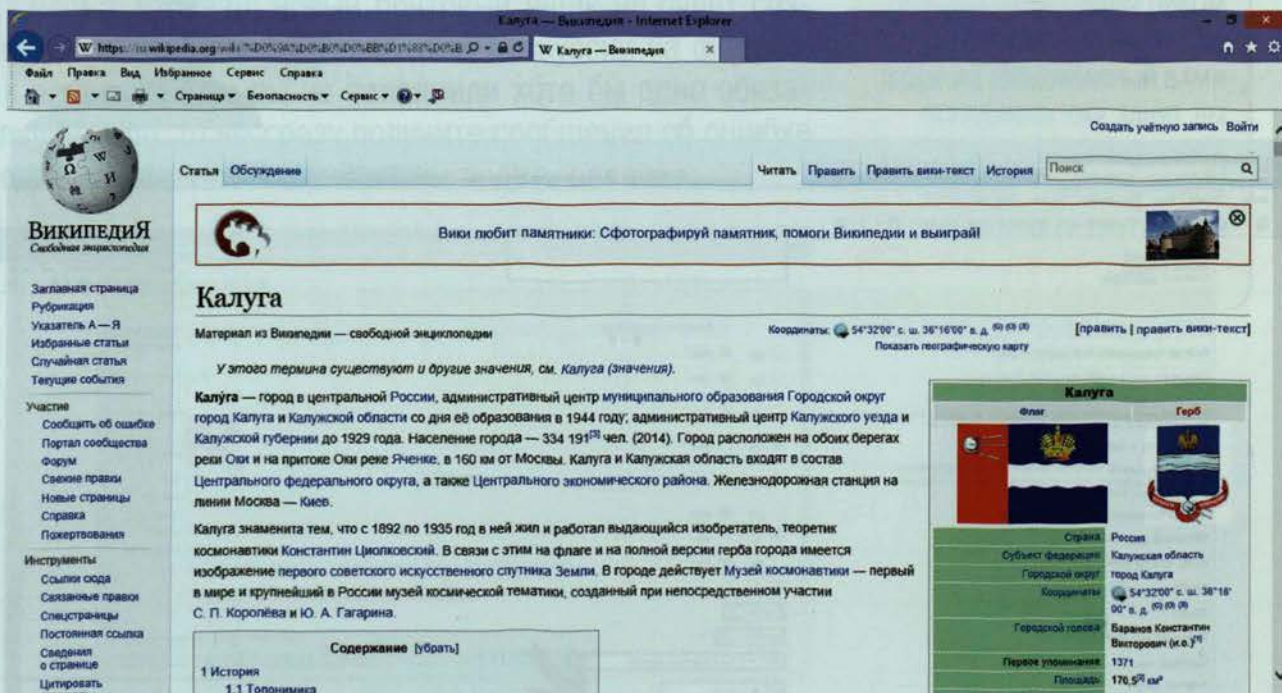 Калуга — Википедия - Internet Explorer
W Калуга — Википедия
Файл Правка Вид Избранное Сервис Справка
Страница Безопасность Сервис
Создать учётную запись Войти
Статья Обсуждение Читать Править Править вики-текст История Поиск
ВикипедиЯ
Свободная энциклопедия
Вики любит памятники: Сфотографируй памятник, помоги Википедии и выиграй!
Заглавная страница
Рубрикация
Указатель А — Я
Избранные статьи
Случайная статья
Текущие события
Участие
Сообщить об ошибке
Портал сообщества
Форум
Свежие правки
Новые страницы
Справка
Пожертвования
Инструменты
Ссылки сюда
Связанные правки
Спецстраницы
Постоянная ссылка
Сведения
о странице
Цитировать
Калуга
Материал из Википедии — свободной энциклопедии
Координаты: 54°32′00″ с. ш. 36°16′00″ в. д. (G) (O) (Я)
Показать географическую карту
[править | править вики-текст]
У этого термина существуют и другие значения, см. Калуга (значения).
Калу́га — город в центральной России, административный центр муниципального образования Городской округ
город Калуга и Калужской области со дня её образования в 1944 году; административный центр Калужского уезда и
Калужской губернии до 1929 года. Население города — 334 191[3] чел. (2014). Город расположен на обоих берегах
реки Оки и на притоке Оки реке Яченке, в 160 км от Москвы. Калуга и Калужская область входят в состав
Центрального федерального округа, а также Центрального экономического района. Железнодорожная станция на
линии Москва — Киев.
Калуга знаменита тем, что с 1892 по 1935 год в ней жил и работал выдающийся изобретатель, теоретик
космонавтики Константин Циолковский. В связи с этим на флаге и на полной версии герба города имеется
изображение первого советского искусственного спутника Земли. В городе действует Музей космонавтики — первый
в мире и крупнейший в России музей космической тематики, созданный при непосредственном участии
С. П. Королёва и Ю. А. Гагарина.
Содержание [убрать]
1 История
1.1 Топонимика
Калуга
Флаг Герб
Страна Россия
Субъект федерации Калужская область
Городской округ город Калуга
Координаты 54°32′00″ с. ш. 36°16′
00″ в. д. (G) (O) (Я)
Городской голова Баранов Константин
Викторович (и.о.)[1]
Первое упоминание 1371
Площадь 170,5[2] км²